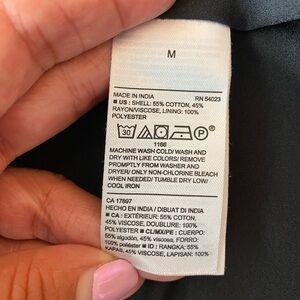 M
MADE IN INDIA RN 54023
■ US : SHELL: 55% COTTON, 45%
RAYON/VISCOSE, LINING: 100%
POLYESTER
30 P
1166
MACHINE WASH COLD/ WASH AND
DRY WITH LIKE COLORS/ REMOVE
PROMPTLY FROM WASHER AND
DRYER/ ONLY NON-CHLORINE BLEACH
WHEN NEEDED/ TUMBLE DRY LOW/
COOL IRON
CA 17897
HECHO EN INDIA / DIBUAT DI INDIA
■ CA : EXTÉRIEUR: 55% COTON,
45% VISCOSE, DOUBLURE: 100%
POLYESTER ■ CL/MX/PE : CUERPO:
55% algodón, 45% viscosa, FORRO:
100% poliéster ■ ID : RANGKA: 55%
KAPAS, 45% VISCOSE, LAPISAN: 100%